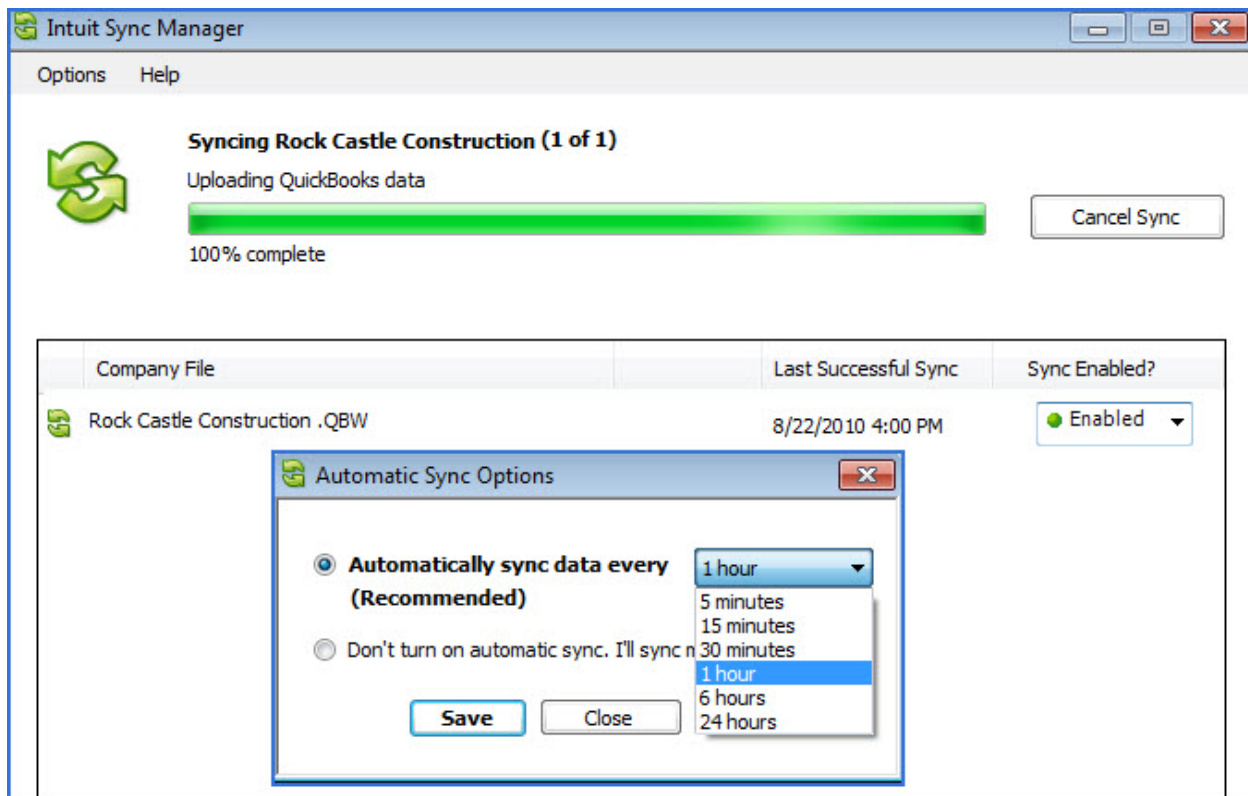 Intuit Sync Manager
Options Help
Syncing Rock Castle Construction (1 of 1)
Uploading QuickBooks data
Cancel Sync
100% complete
Company File Last Successful Sync Sync Enabled?
Rock Castle Construction .QBW 8/22/2010 4:00 PM Enabled
Automatic Sync Options
Automatically sync data every 1 hour
(Recommended)
5 minutes
15 minutes
Don't turn on automatic sync. I'll sync 30 minutes
1 hour
6 hours
24 hours
Save Close